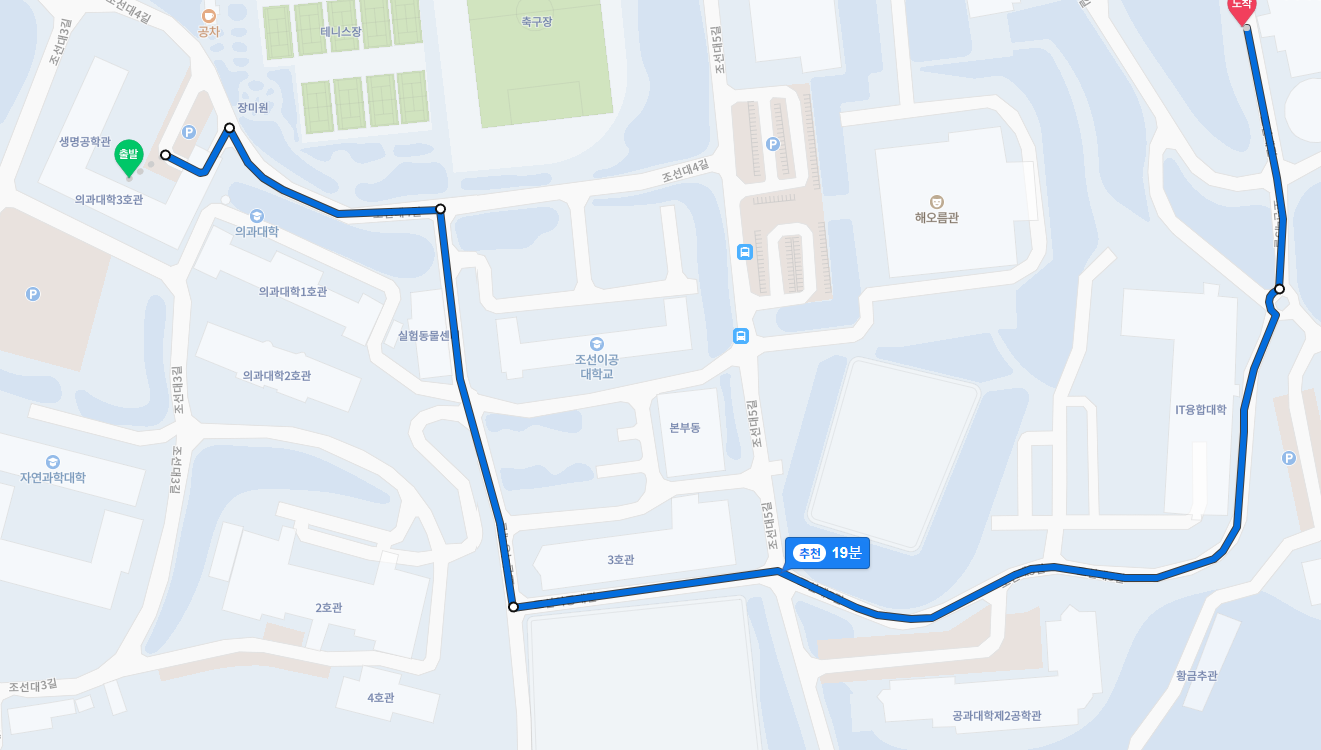 조선대4길
도착
공차
테니스장
축구장
조선대3길
조선대5길
장미원
P
생명공학관
출발
P
조선대4길
의과대학3호관
의과대학
해오름관
의과대학1호관
P
실험동물센
조선이공
대학교
의과대학2호관
조선대3길
조선대5길
IT융합대학
본부동
자연과학대학
조선대3길
P
조선대5길
추천 19분
3호관
2호관
황금추관
조선대3길
4호관
공과대학제2공학관